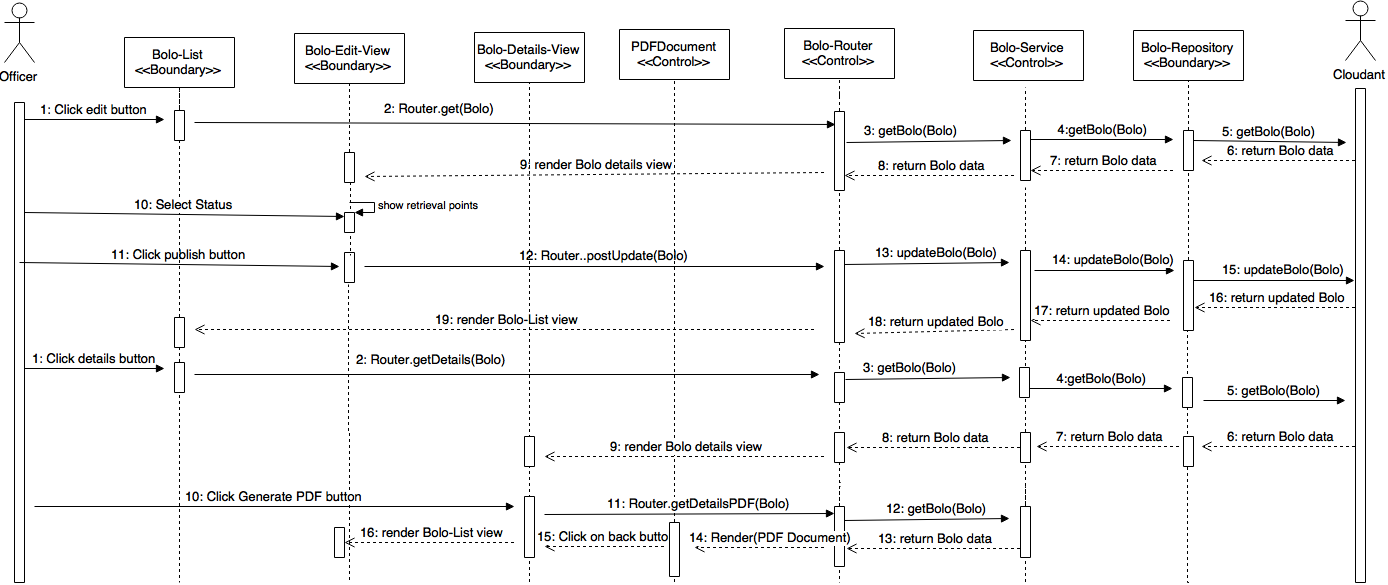 Officer
Bolo-List
<<Boundary>>
Bolo-Edit-View
<<Boundary>>
Bolo-Details-View
<<Boundary>>
PDFDocument
<<Control>>
Bolo-Router
<<Control>>
Bolo-Service
<<Control>>
Bolo-Repository
<<Boundary>>
Cloudant
1: Click edit button
2: Router.get(Bolo)
3: getBolo(Bolo)
4:getBolo(Bolo)
5: getBolo(Bolo)
6: return Bolo data
7: return Bolo data
8: return Bolo data
9: render Bolo details view
10: Select Status
show retrieval points
11: Click publish button
12: Router..postUpdate(Bolo)
13: updateBolo(Bolo)
14: updateBolo(Bolo)
15: updateBolo(Bolo)
16: return updated Bolo
17: return updated Bolo
18: return updated Bolo
19: render Bolo-List view
1: Click details button
2: Router.getDetails(Bolo)
3: getBolo(Bolo)
4:getBolo(Bolo)
5: getBolo(Bolo)
6: return Bolo data
7: return Bolo data
8: return Bolo data
9: render Bolo details view
10: Click Generate PDF button
11: Router.getDetailsPDF(Bolo)
12: getBolo(Bolo)
13: return Bolo data
14: Render(PDF Document)
15: Click on back butto
16: render Bolo-List view